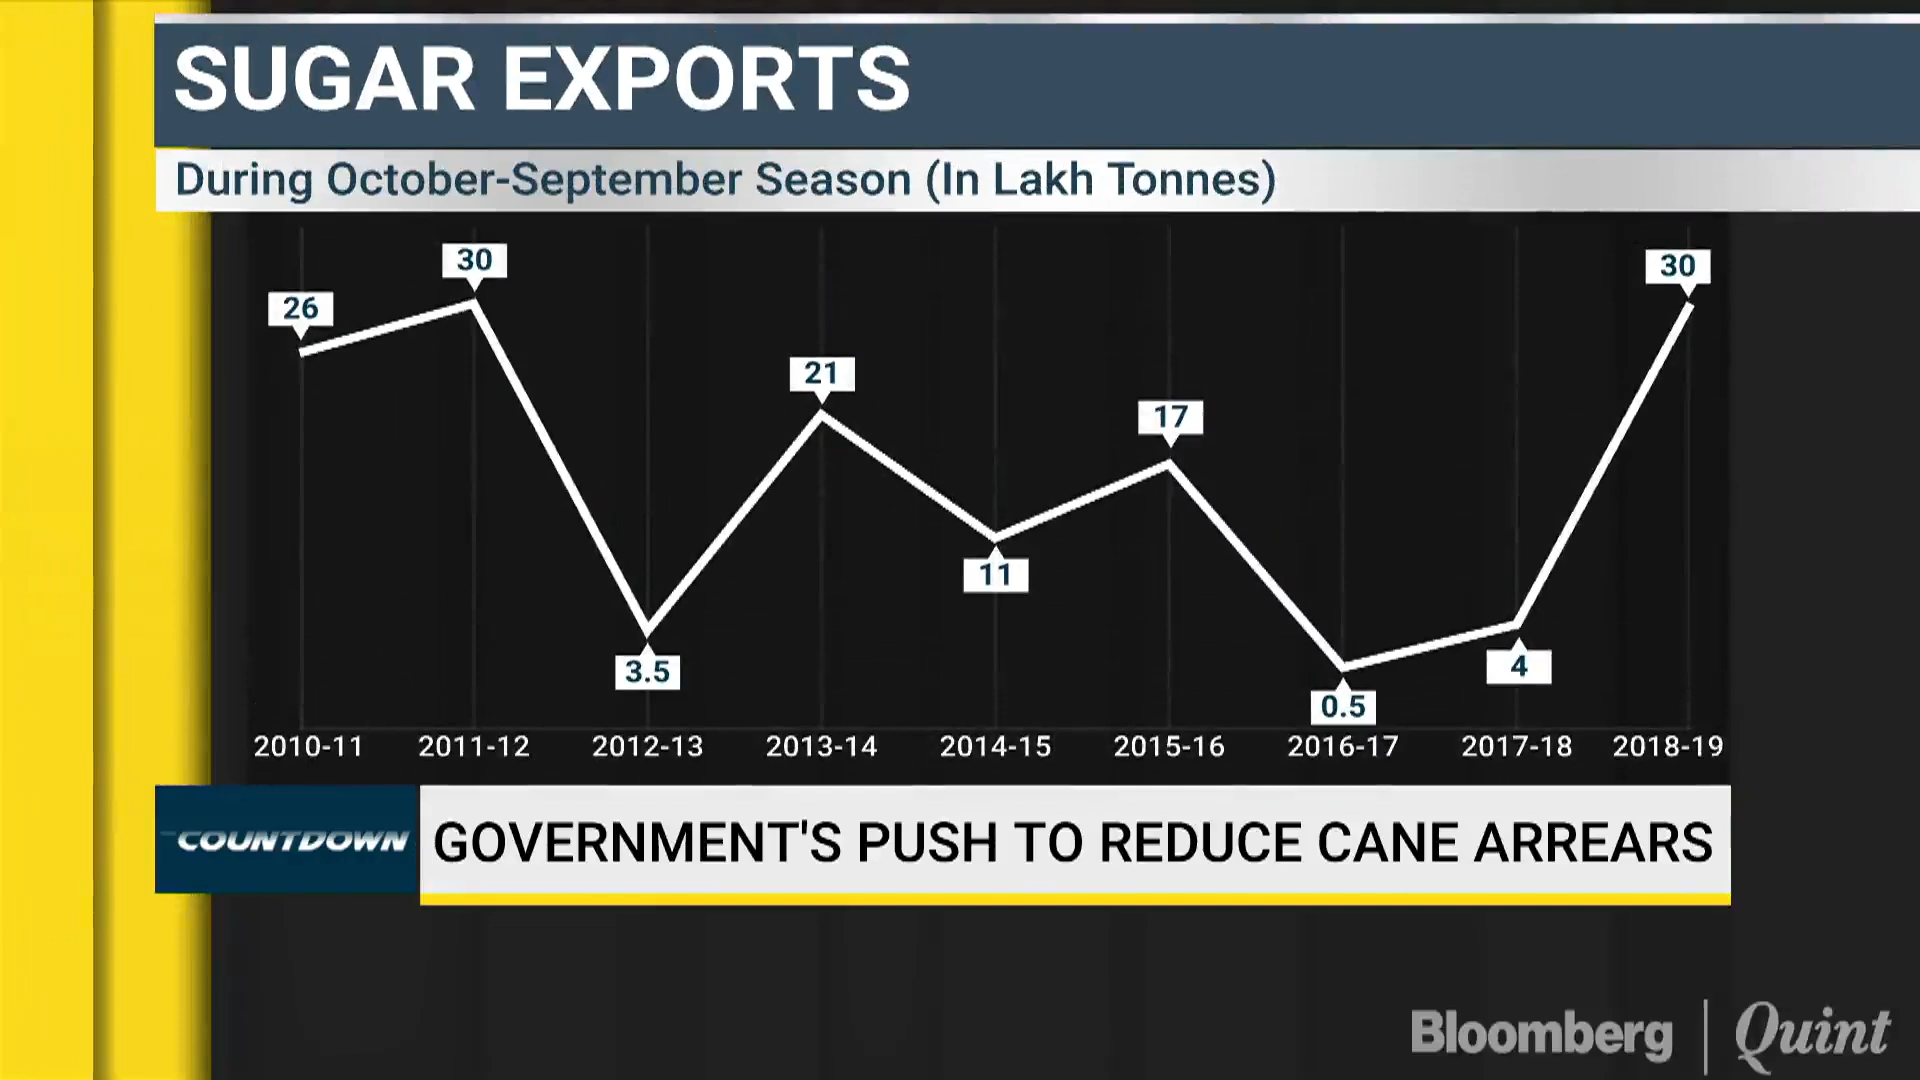 SUGAR EXPORTS
During October-September Season (In Lakh Tonnes)
26
30
3.5
21
11
17
0.5
4
30
2010-11 2011-12 2012-13 2013-14 2014-15 2015-16 2016-17 2017-18 2018-19
COUNTDOWN
GOVERNMENT'S PUSH TO REDUCE CANE ARREARS
Bloomberg | Quint